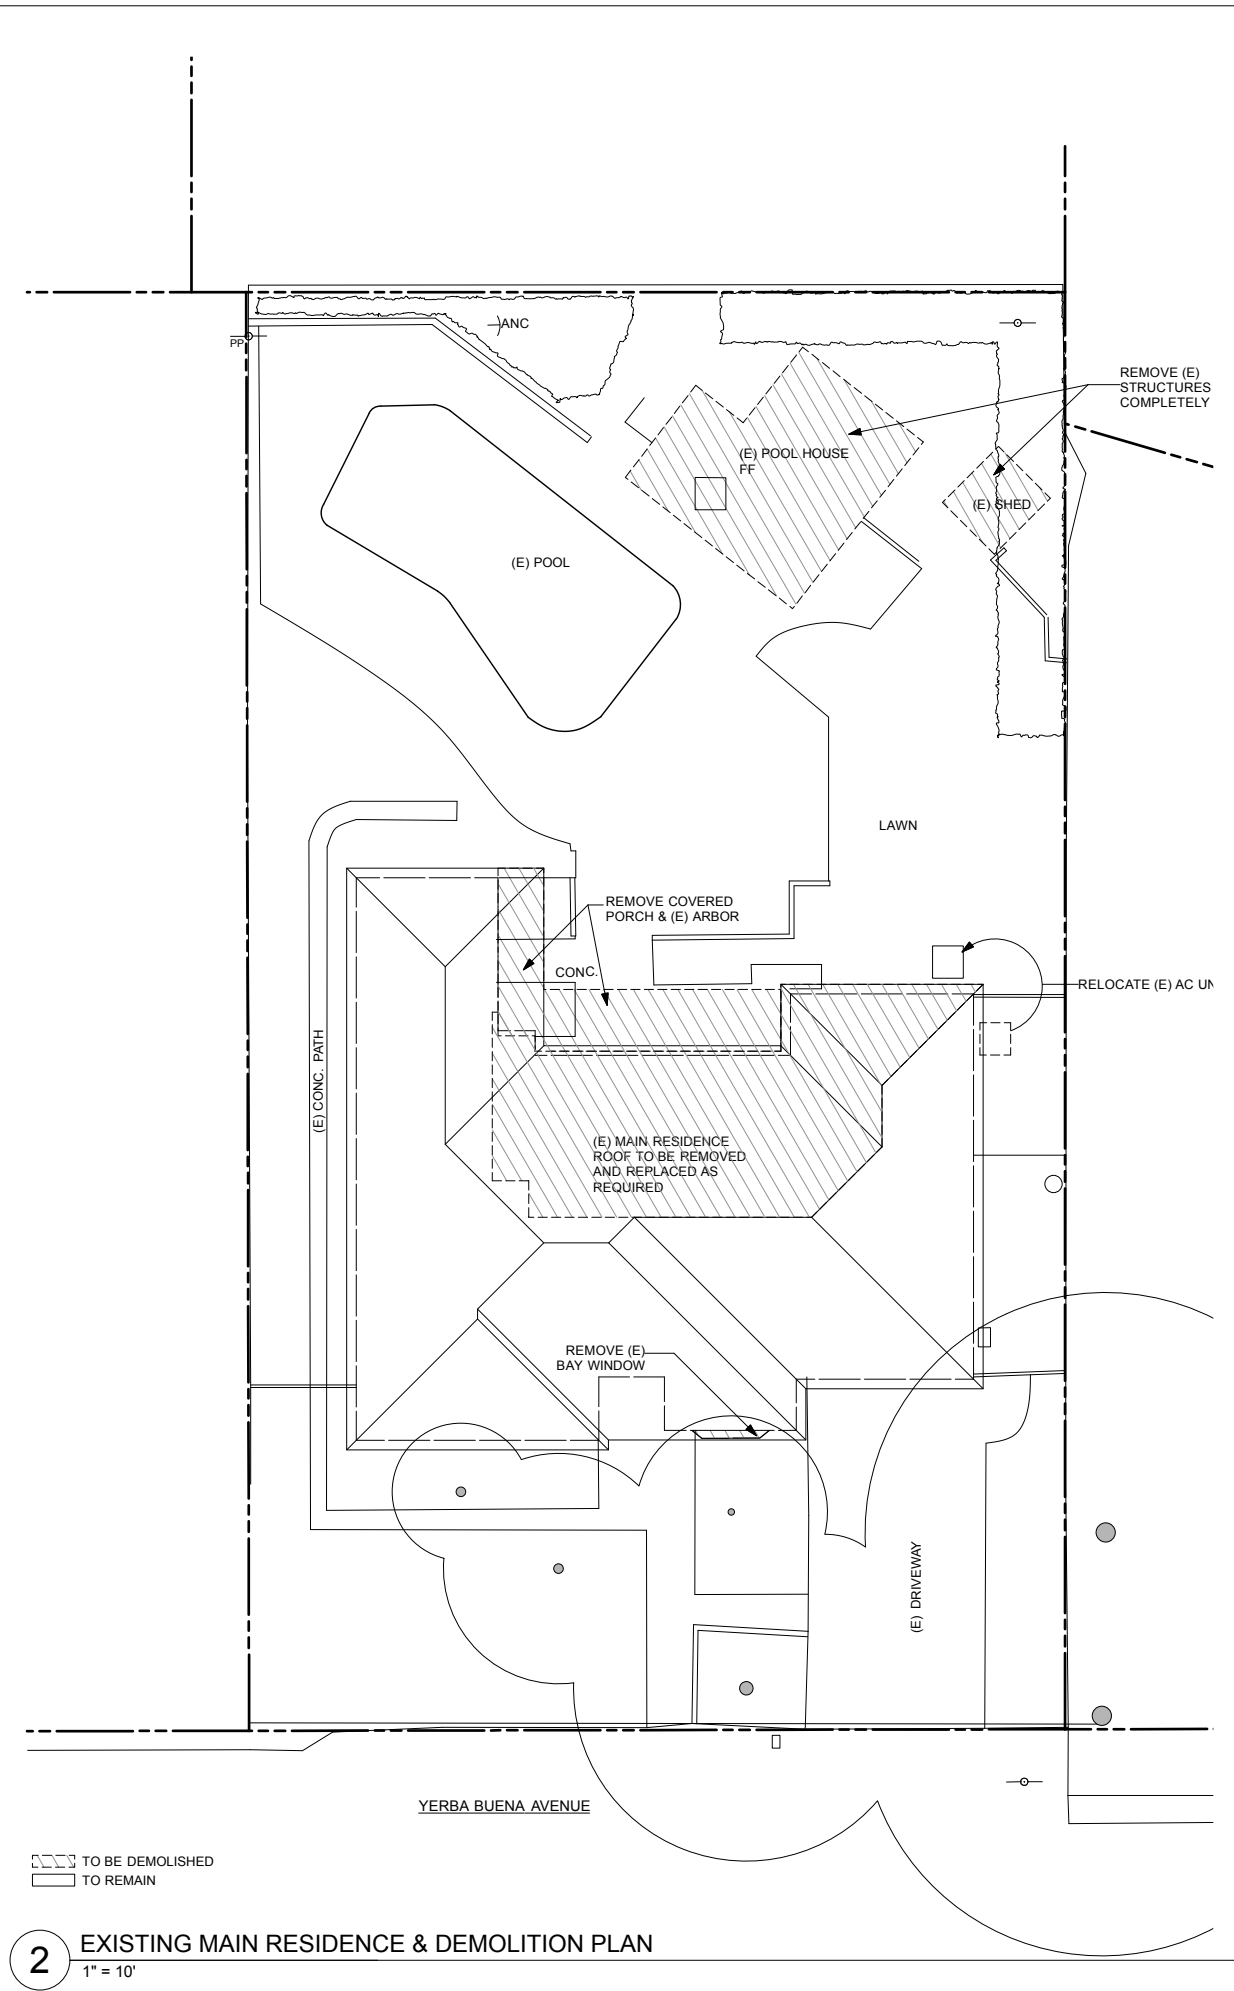 ANC
PP
REMOVE (E)
STRUCTURES
COMPLETELY
(E) POOL HOUSE
FF
(E) SHED
(E) POOL
LAWN
REMOVE COVERED
PORCH & (E) ARBOR
CONC.
RELOCATE (E) AC UN
(E) CONC. PATH
(E) MAIN RESIDENCE
ROOF TO BE REMOVED
AND REPLACED AS
REQUIRED
REMOVE (E)
BAY WINDOW
(E) DRIVEWAY
YERBA BUENA AVENUE
TO BE DEMOLISHED
TO REMAIN
2
EXISTING MAIN RESIDENCE & DEMOLITION PLAN
1" = 10'